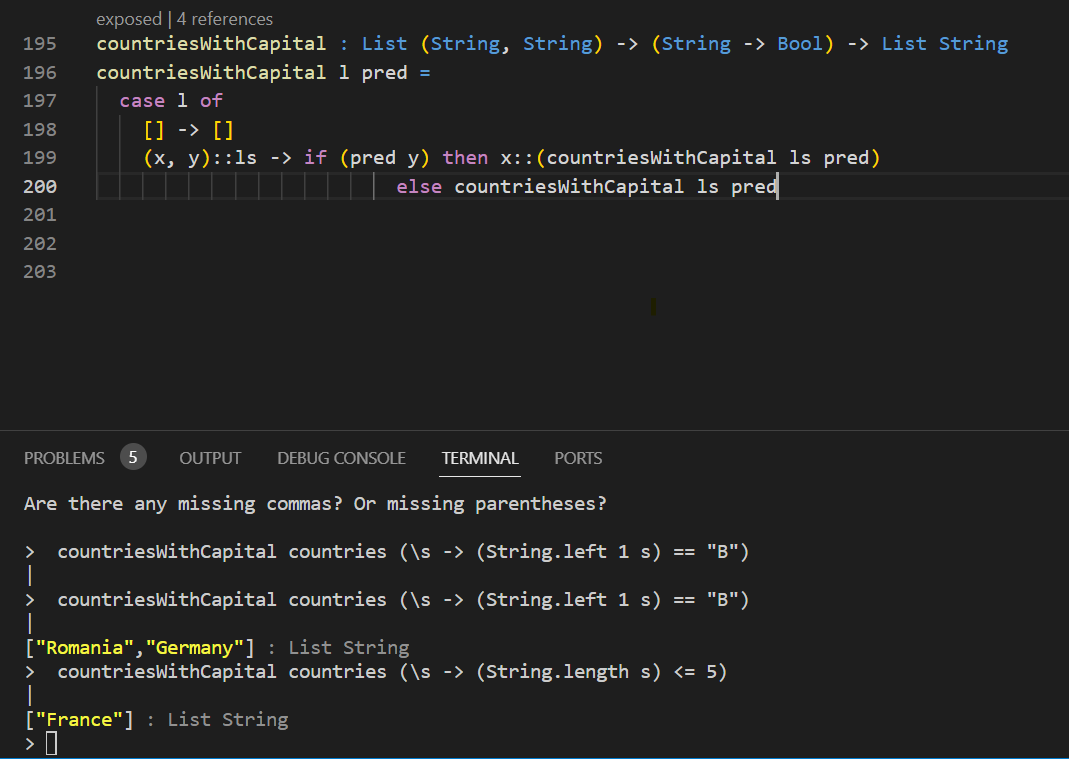 exposed | 4 references
195 countriesWithCapital : List (String, String) -> (String -> Bool) -> List String
196 countriesWithCapital l pred =
197 case l of
198 [] -> []
199 (x, y)::ls -> if (pred y) then x::(countriesWithCapital ls pred)
200 else countriesWithCapital ls pred
201
202
203
PROBLEMS 5 OUTPUT DEBUG CONSOLE TERMINAL PORTS
Are there any missing commas? Or missing parentheses?
> countriesWithCapital countries (\s -> (String.left 1 s) == "B")
|
> countriesWithCapital countries (\s -> (String.left 1 s) == "B")
|
["Romania","Germany"] : List String
> countriesWithCapital countries (\s -> (String.length s) <= 5)
|
["France"] : List String
>